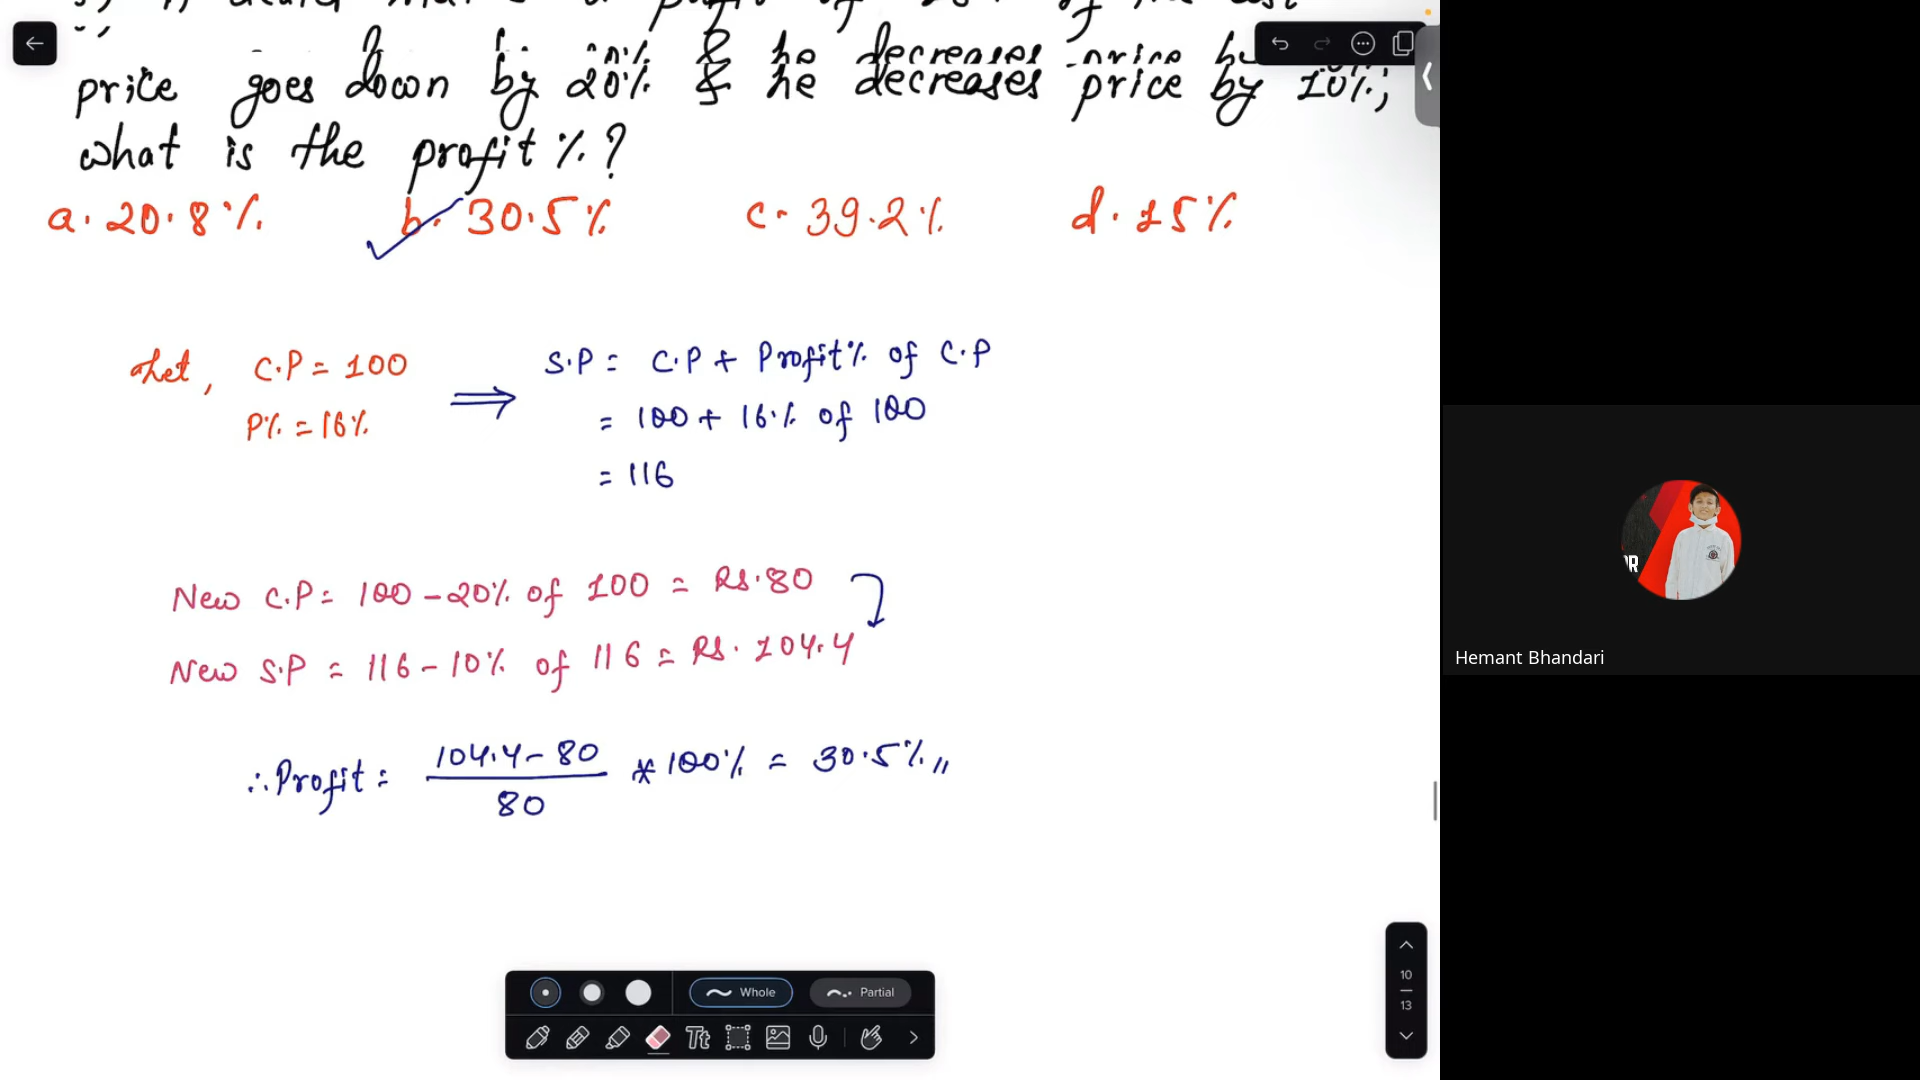 price goes down by 20% & he decreases price by 10%;
what is the profit %?
a. 20.8%
b. 30.5%
c. 39.2%
d. 15%
Let, C.P = 100
P% = 16%
⇒
S.P = C.P + Profit% of C.P
= 100 + 16% of 100
= 116
New C.P = 100 - 20% of 100 = Rs. 80
New S.P = 116 - 10% of 116 = Rs. 104.4
∴ Profit = 104.4 - 80 / 80 * 100% = 30.5%,,
Hemant Bhandari
Whole
Partial
Tt
10
13